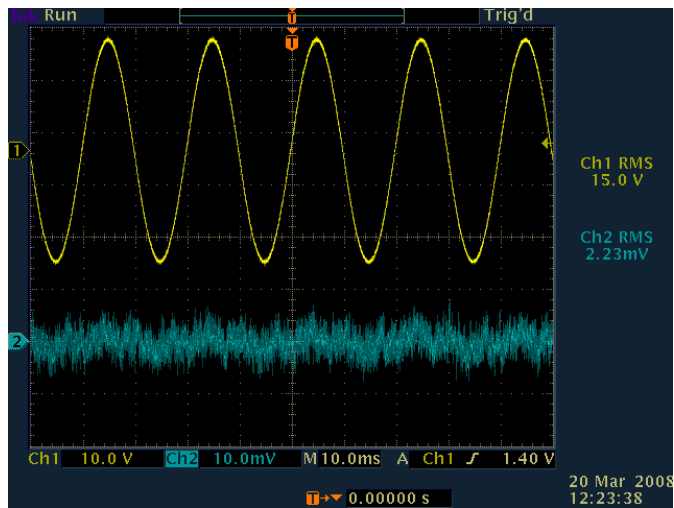 Tek Run Trig'd
T
T
1
Ch1 RMS
15.0 V
Ch2 RMS
2.23mV
2
Ch1 10.0 V Ch2 10.0mV M 10.0ms A Ch1 1.40 V
20 Mar 2008
12:23:38
T 0.00000 s